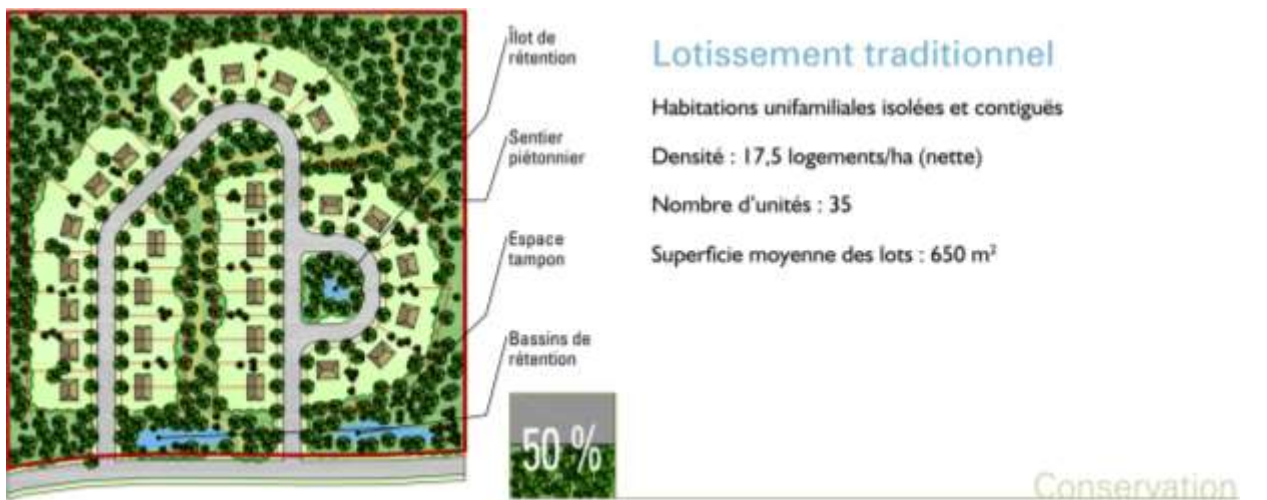 Îlot de
rétention
Sentier
piétonnier
Espace
tampon
Bassins de
rétention
50 %
Lotissement traditionnel
Habitations unifamiliales isolées et contiguës
Densité : 17,5 logements/ha (nette)
Nombre d'unités : 35
Superficie moyenne des lots : 650 m²
Conservation